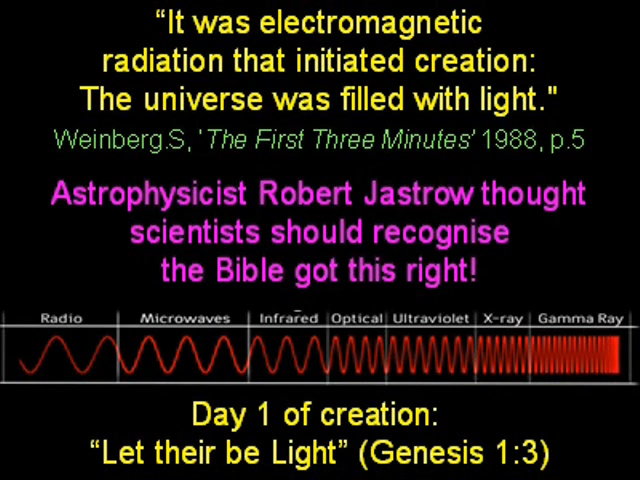 “It was electromagnetic
radiation that initiated creation:
The universe was filled with light."
Weinberg.S, 'The First Three Minutes' 1988, p.5
Astrophysicist Robert Jastrow thought
scientists should recognise
the Bible got this right!
Radio Microwaves Infrared Optical Ultraviolet X-ray Gamma Ray
Day 1 of creation:
“Let their be Light” (Genesis 1:3)